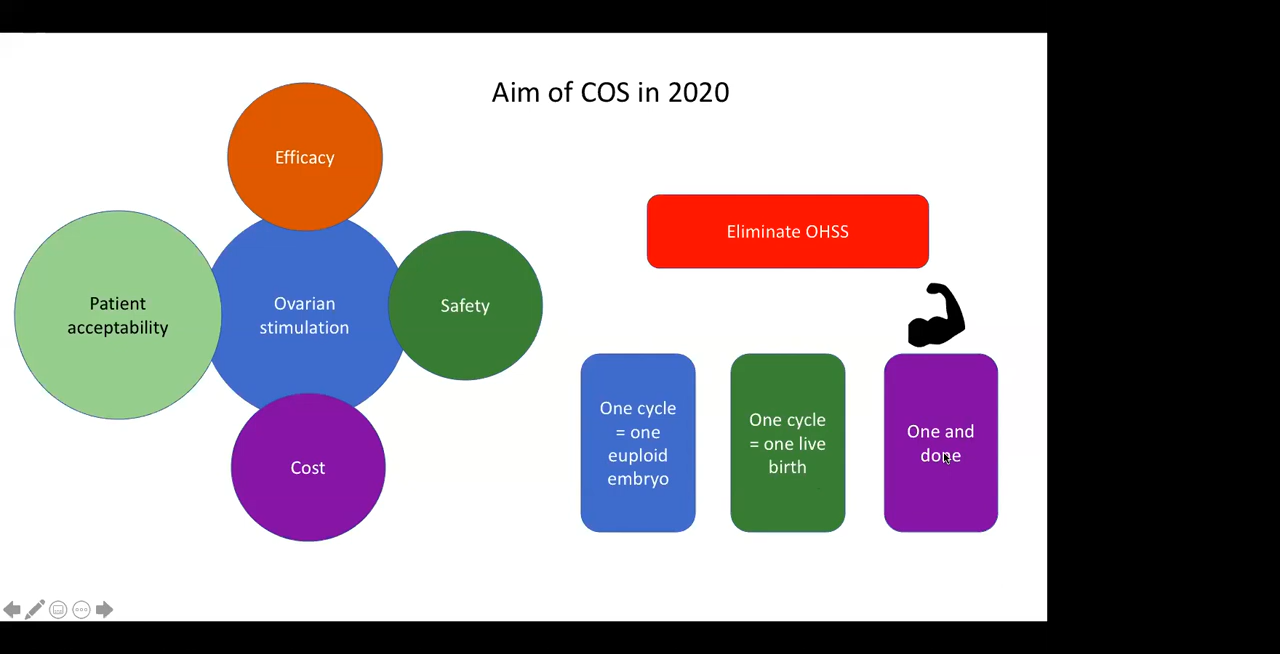 Aim of COS in 2020
Efficacy
Patient
acceptability
Ovarian
stimulation
Safety
Cost
Eliminate OHSS
One cycle
= one
euploid
embryo
One cycle
= one live
birth
One and
done